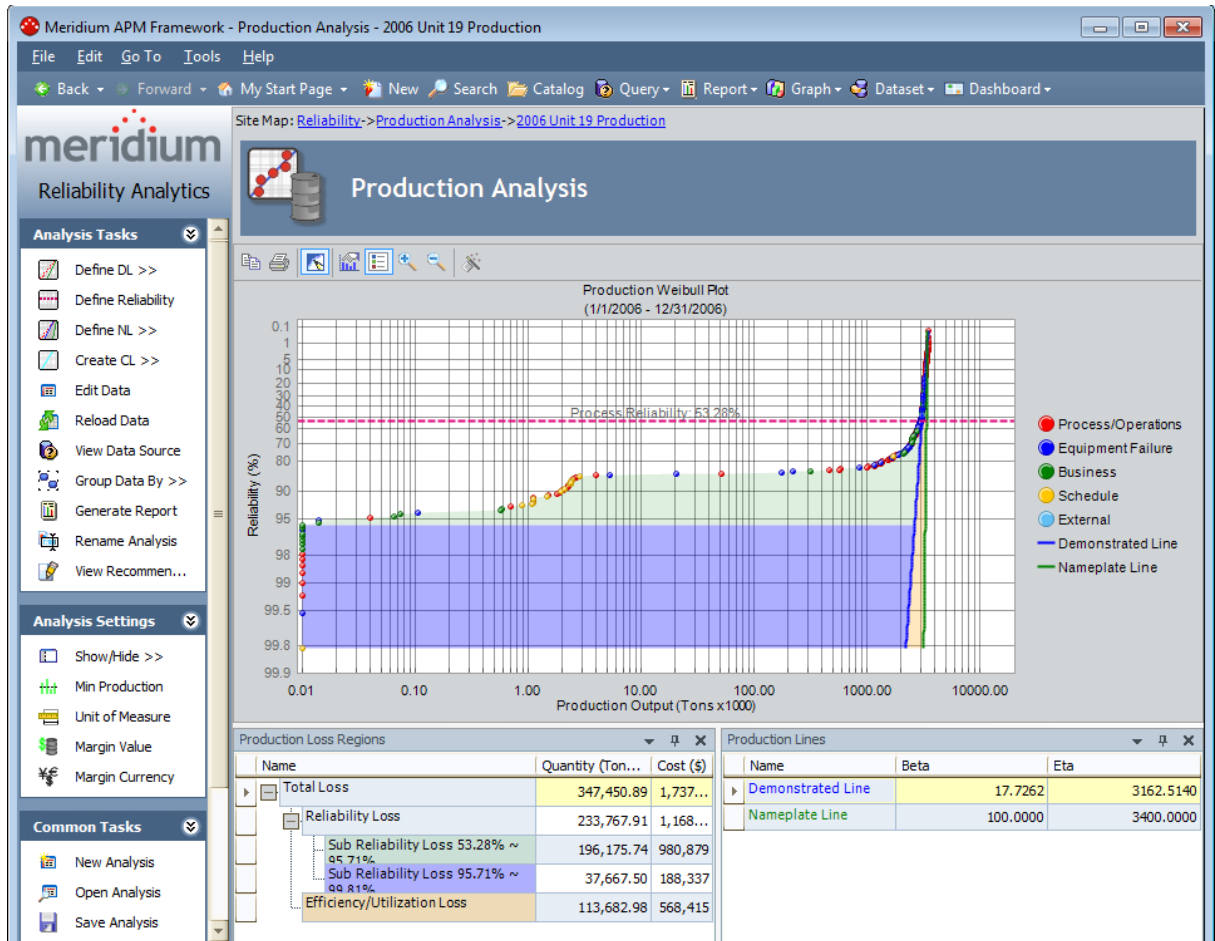 Meridium APM Framework - Production Analysis - 2006 Unit 19 Production
File Edit Go To Tools Help
Back Forward My Start Page New Search Catalog Query Report Graph Dataset Dashboard
meridium
Reliability Analytics
Site Map: Reliability->Production Analysis->2006 Unit 19 Production
Production Analysis
Analysis Tasks
Define DL >>
Define Reliability
Define NL >>
Create CL >>
Edit Data
Reload Data
View Data Source
Group Data By >>
Generate Report
Rename Analysis
View Recommen...
Analysis Settings
Show/Hide >>
Min Production
Unit of Measure
Margin Value
Margin Currency
Common Tasks
New Analysis
Open Analysis
Save Analysis
Production Weibull Plot
(1/1/2006 - 12/31/2006)
Reliability (%)
0.1
1
5
10
20
30
40
50
60
70
80
90
95
98
99
99.5
99.8
99.9
Process Reliability: 53.28%
0.01 0.10 1.00 10.00 100.00 1000.00 10000.00
Production Output (Tons x1000)
Process/Operations
Equipment Failure
Business
Schedule
External
Demonstrated Line
Nameplate Line
Production Loss Regions
Name Quantity (Ton... Cost ($)
Total Loss 347,450.89 1,737...
Reliability Loss 233,767.91 1,168...
Sub Reliability Loss 53.28% ~ 196,175.74 980,879
95.71%
Sub Reliability Loss 95.71% ~ 37,667.50 188,337
99.81%
Efficiency/Utilization Loss 113,682.98 568,415
Production Lines
Name Beta Eta
Demonstrated Line 17.7262 3162.5140
Nameplate Line 100.0000 3400.0000